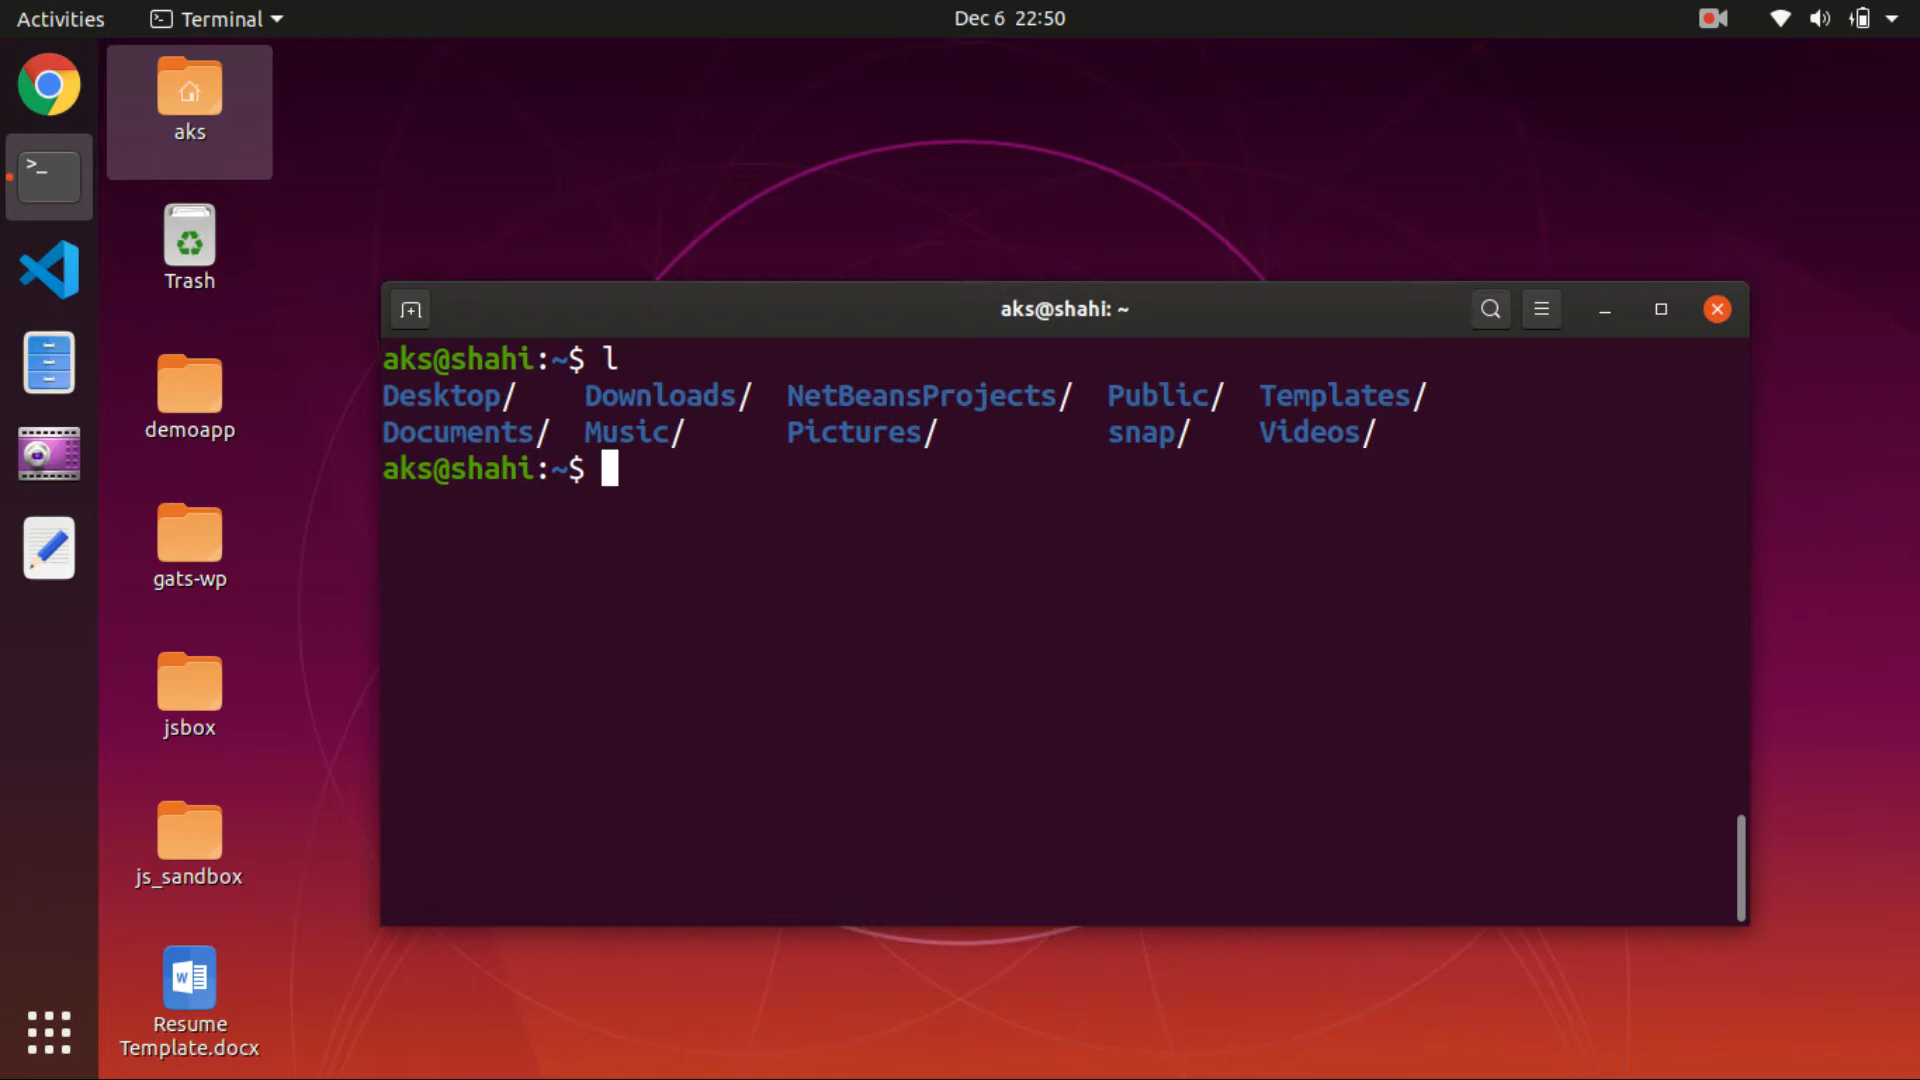 Activities Terminal Dec 6 22:50
aks
Trash
demoapp
gats-wp
jsbox
js_sandbox
Resume
Template.docx
aks@shahi: ~
aks@shahi:~$ l
Desktop/ Downloads/ NetBeansProjects/ Public/ Templates/
Documents/ Music/ Pictures/ snap/ Videos/
aks@shahi:~$